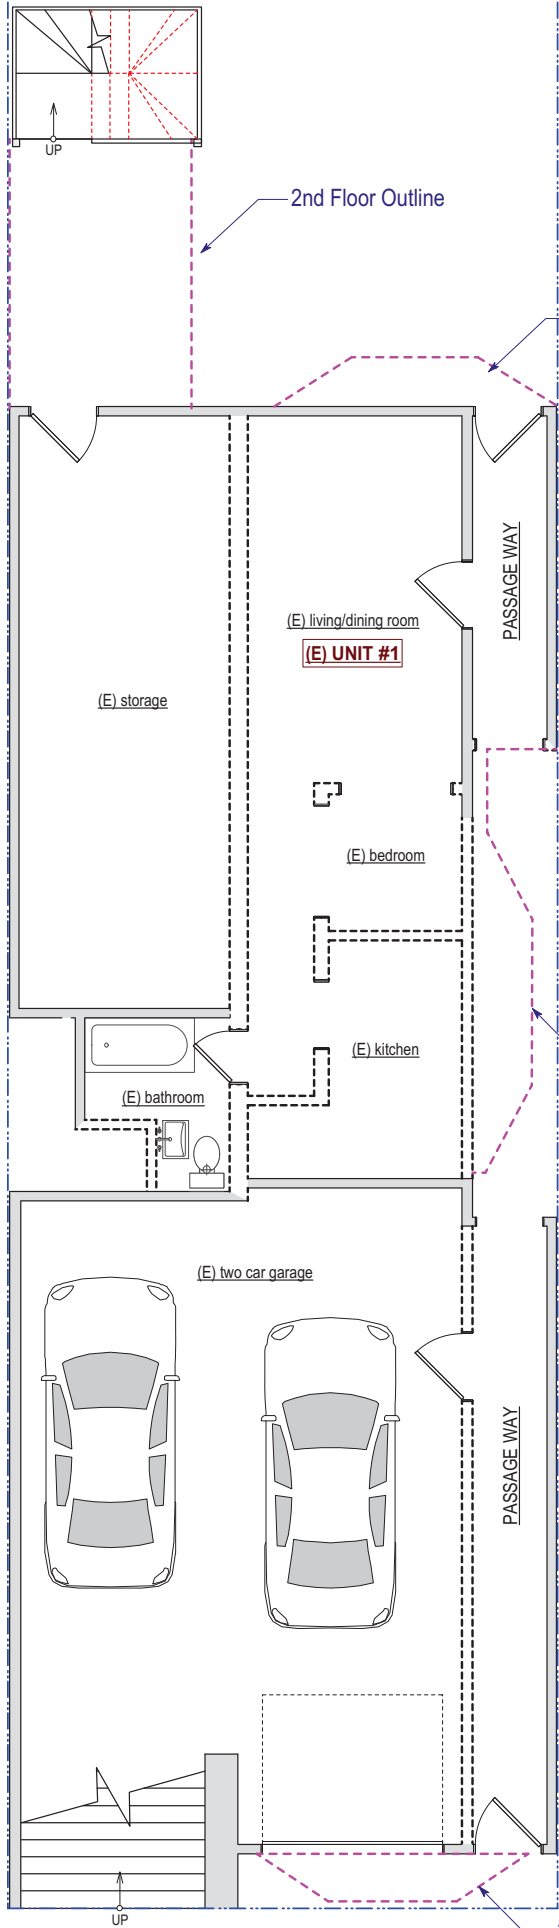 UP
2nd Floor Outline
PASSAGE WAY
(E) living/dining room
(E) UNIT #1
(E) storage
(E) bedroom
(E) kitchen
(E) bathroom
(E) two car garage
PASSAGE WAY
UP